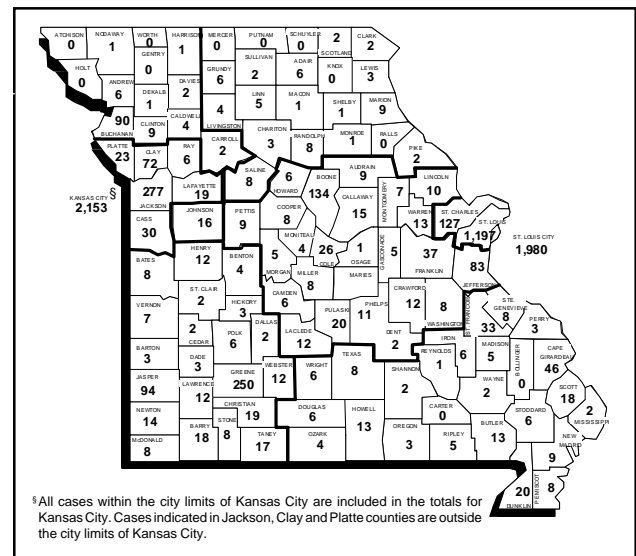 ATCHISON
0
NODAWAY
1
WORTH
0
HARRISON
1
MERCER
0
PUTNAM
0
SCHUYLER
0
2
SCOTLAND
CLARK
2
HOLT
0
GENTRY
0
ANDREW
6
DEKALB
1
DAVIES
2
GRUNDY
6
SULLIVAN
2
ADAIR
6
KNOX
0
LEWIS
3
90
BUCHANAN
CLINTON
9
CALDWELL
4
4
LIVINGSTON
LINN
5
MACON
1
SHELBY
1
MARION
9
PLATTE
23
CLAY
72
RAY
6
CARROLL
2
CHARITON
3
RANDOLPH
8
MONROE
1
RALLS
0
PIKE
2
KANSAS CITY §
2,153
277
JACKSON
LAFAYETTE
19
SALINE
8
6
HOWARD
BOONE
134
AUDRAIN
9
CALLAWAY
15
MONTGOMERY
7
LINCOLN
10
WARREN
13
ST. CHARLES
127
ST. LOUIS
1,197
ST. LOUIS CITY
1,980
CASS
30
JOHNSON
16
PETTIS
9
COOPER
8
MONITEAU
4
26
COLE
1
OSAGE
GASCONADE
5
37
FRANKLIN
83
JEFFERSON
BATES
8
HENRY
12
BENTON
4
5
MORGAN
MILLER
8
MARIES
CAMDEN
6
PULASKI
20
PHELPS
11
CRAWFORD
12
8
WASHINGTON
ST. FRANCOIS
33
STE.
GENEVIEVE
8
PERRY
3
VERNON
7
ST. CLAIR
2
HICKORY
3
2
CEDAR
POLK
6
DALLAS
2
LACLEDE
12
DENT
2
IRON
6
MADISON
5
BOLLINGER
0
CAPE
GIRARDEAU
46
BARTON
3
DADE
3
GREENE
250
WEBSTER
12
WRIGHT
6
TEXAS
8
SHANNON
2
REYNOLDS
1
WAYNE
2
SCOTT
18
2
MISSISSIPPI
JASPER
94
LAWRENCE
12
CHRISTIAN
19
DOUGLAS
6
HOWELL
13
CARTER
0
BUTLER
13
STODDARD
6
NEW
MADRID
9
NEWTON
14
BARRY
18
STONE
8
TANEY
17
OZARK
4
OREGON
3
RIPLEY
5
McDONALD
8
20
DUNKLIN
PEMISCOT
8
§ All cases within the city limits of Kansas City are included in the totals for
Kansas City. Cases indicated in Jackson, Clay and Platte counties are outside
the city limits of Kansas City.